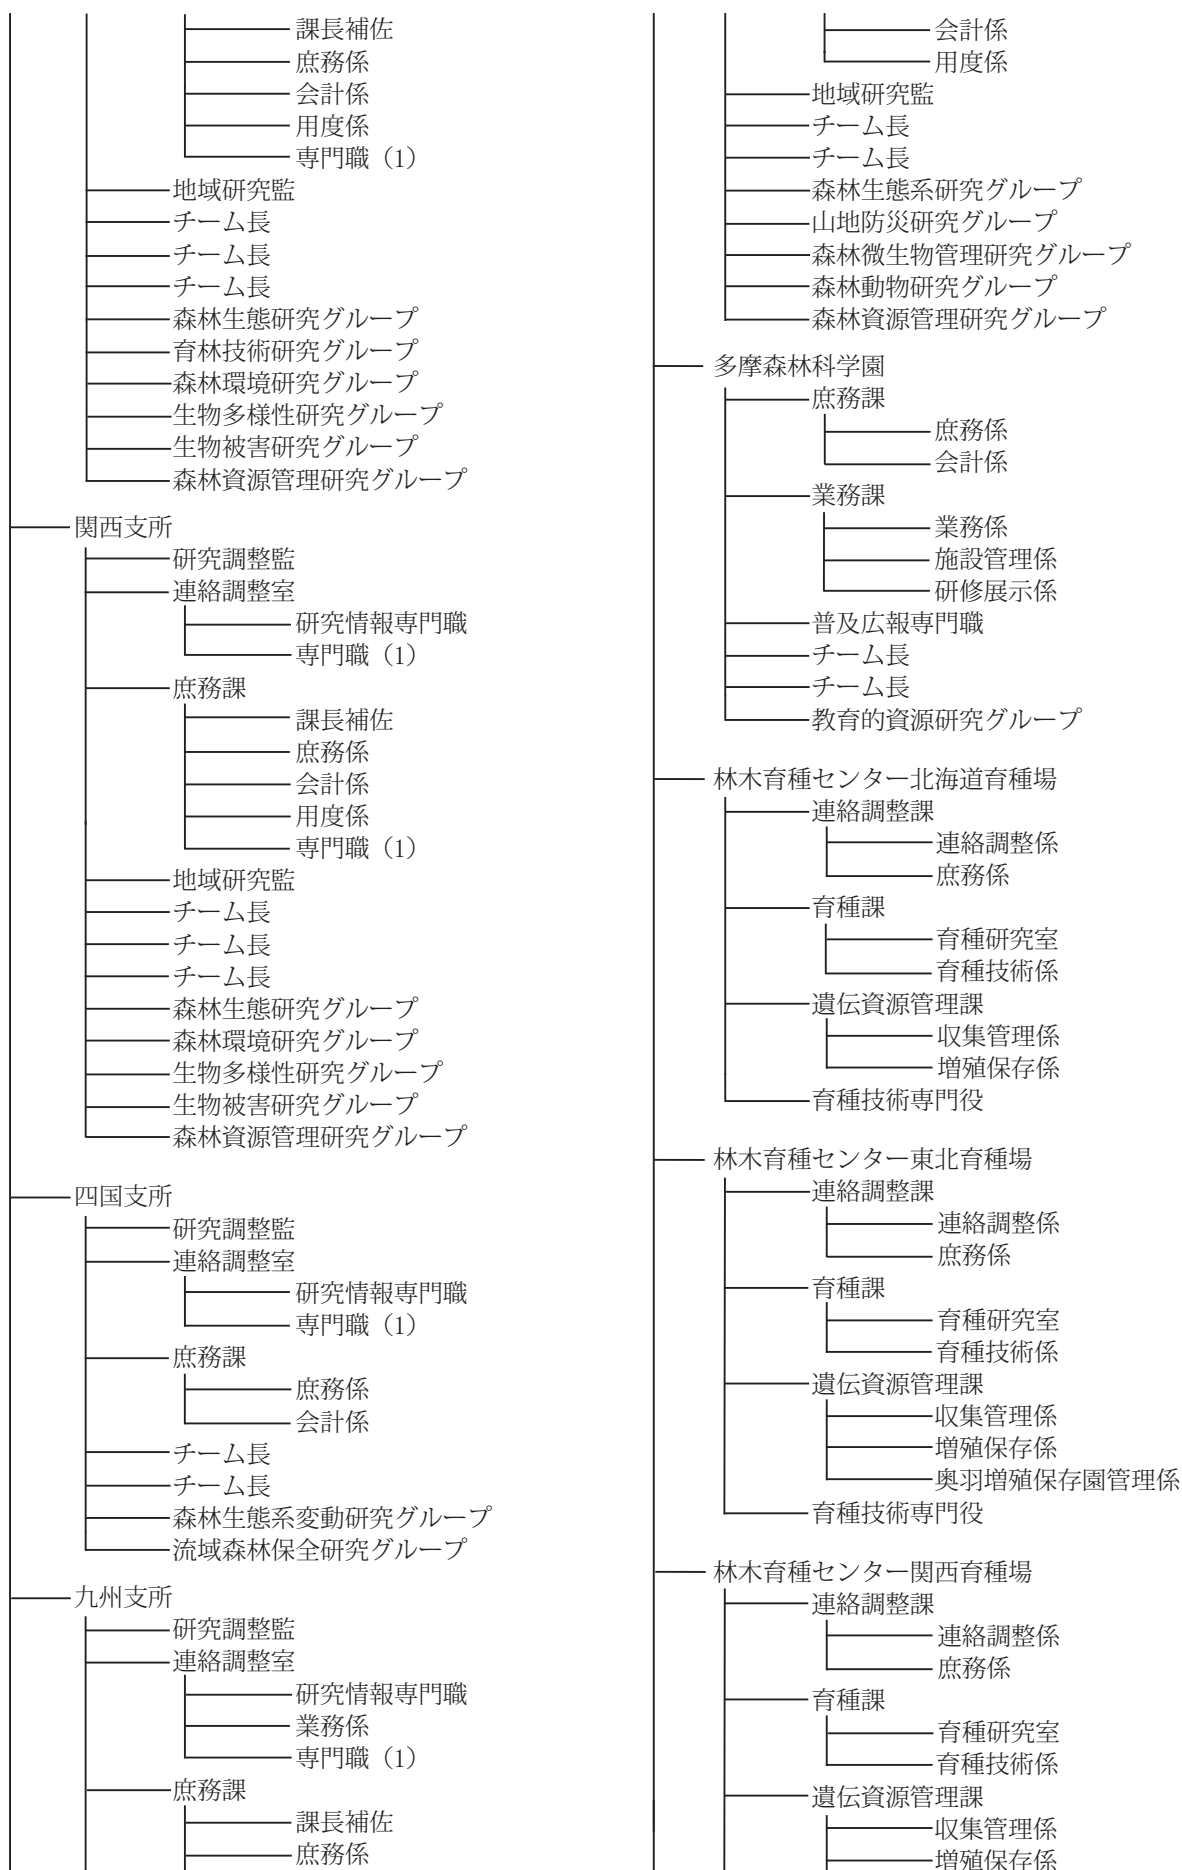 課長補佐
庶務係
会計係
用度係
専門職（1）
地域研究監
チーム長
チーム長
チーム長
森林生態研究グループ
育林技術研究グループ
森林環境研究グループ
生物多様性研究グループ
生物被害研究グループ
森林資源管理研究グループ
関西支所
研究調整監
連絡調整室
研究情報専門職
専門職（1）
庶務課
課長補佐
庶務係
会計係
用度係
専門職（1）
地域研究監
チーム長
チーム長
チーム長
森林生態研究グループ
森林環境研究グループ
生物多様性研究グループ
生物被害研究グループ
森林資源管理研究グループ
四国支所
研究調整監
連絡調整室
研究情報専門職
専門職（1）
庶務課
庶務係
会計係
チーム長
チーム長
森林生態系変動研究グループ
流域森林保全研究グループ
九州支所
研究調整監
連絡調整室
研究情報専門職
業務係
専門職（1）
庶務課
課長補佐
庶務係
会計係
用度係
地域研究監
チーム長
チーム長
森林生態系研究グループ
山地防災研究グループ
森林微生物管理研究グループ
森林動物研究グループ
森林資源管理研究グループ
多摩森林科学園
庶務課
庶務係
会計係
業務課
業務係
施設管理係
研修展示係
普及広報専門職
チーム長
チーム長
教育的資源研究グループ
林木育種センター北海道育種場
連絡調整課
連絡調整係
庶務係
育種課
育種研究室
育種技術係
遺伝資源管理課
収集管理係
増殖保存係
育種技術専門役
林木育種センター東北育種場
連絡調整課
連絡調整係
庶務係
育種課
育種研究室
育種技術係
遺伝資源管理課
収集管理係
増殖保存係
奥羽増殖保存園管理係
育種技術専門役
林木育種センター関西育種場
連絡調整課
連絡調整係
庶務係
育種課
育種研究室
育種技術係
遺伝資源管理課
収集管理係
増殖保存係